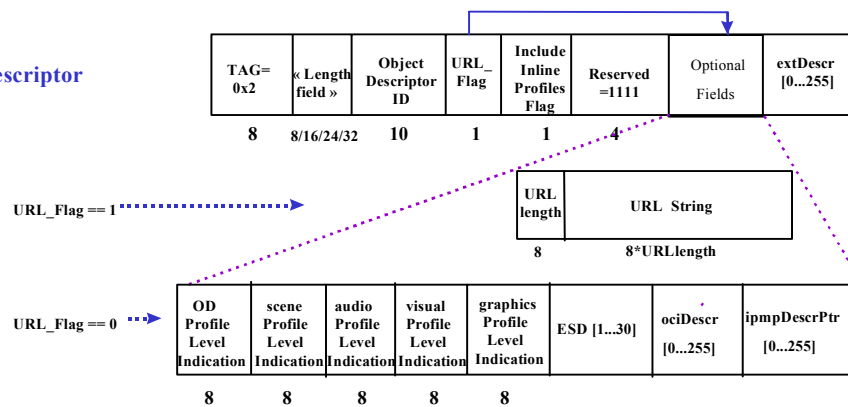 escriptor
TAG=
0x2
« Length
field »
Object
Descriptor
ID
URL_
Flag
Include
Inline
Profiles
Flag
Reserved
=1111
Optional
Fields
extDescr
[0...255]
8
8/16/24/32
10
1
1
4
URL_Flag == 1
URL
length
URL String
8
8*URLlength
URL_Flag == 0
OD
Profile
Level
Indication
scene
Profile
Level
Indication
audio
Profile
Level
Indication
visual
Profile
Level
Indication
graphics
Profile
Level
Indication
ESD [1...30]
ociDescr
[0...255]
ipmpDescrPtr
[0...255]
8
8
8
8
8